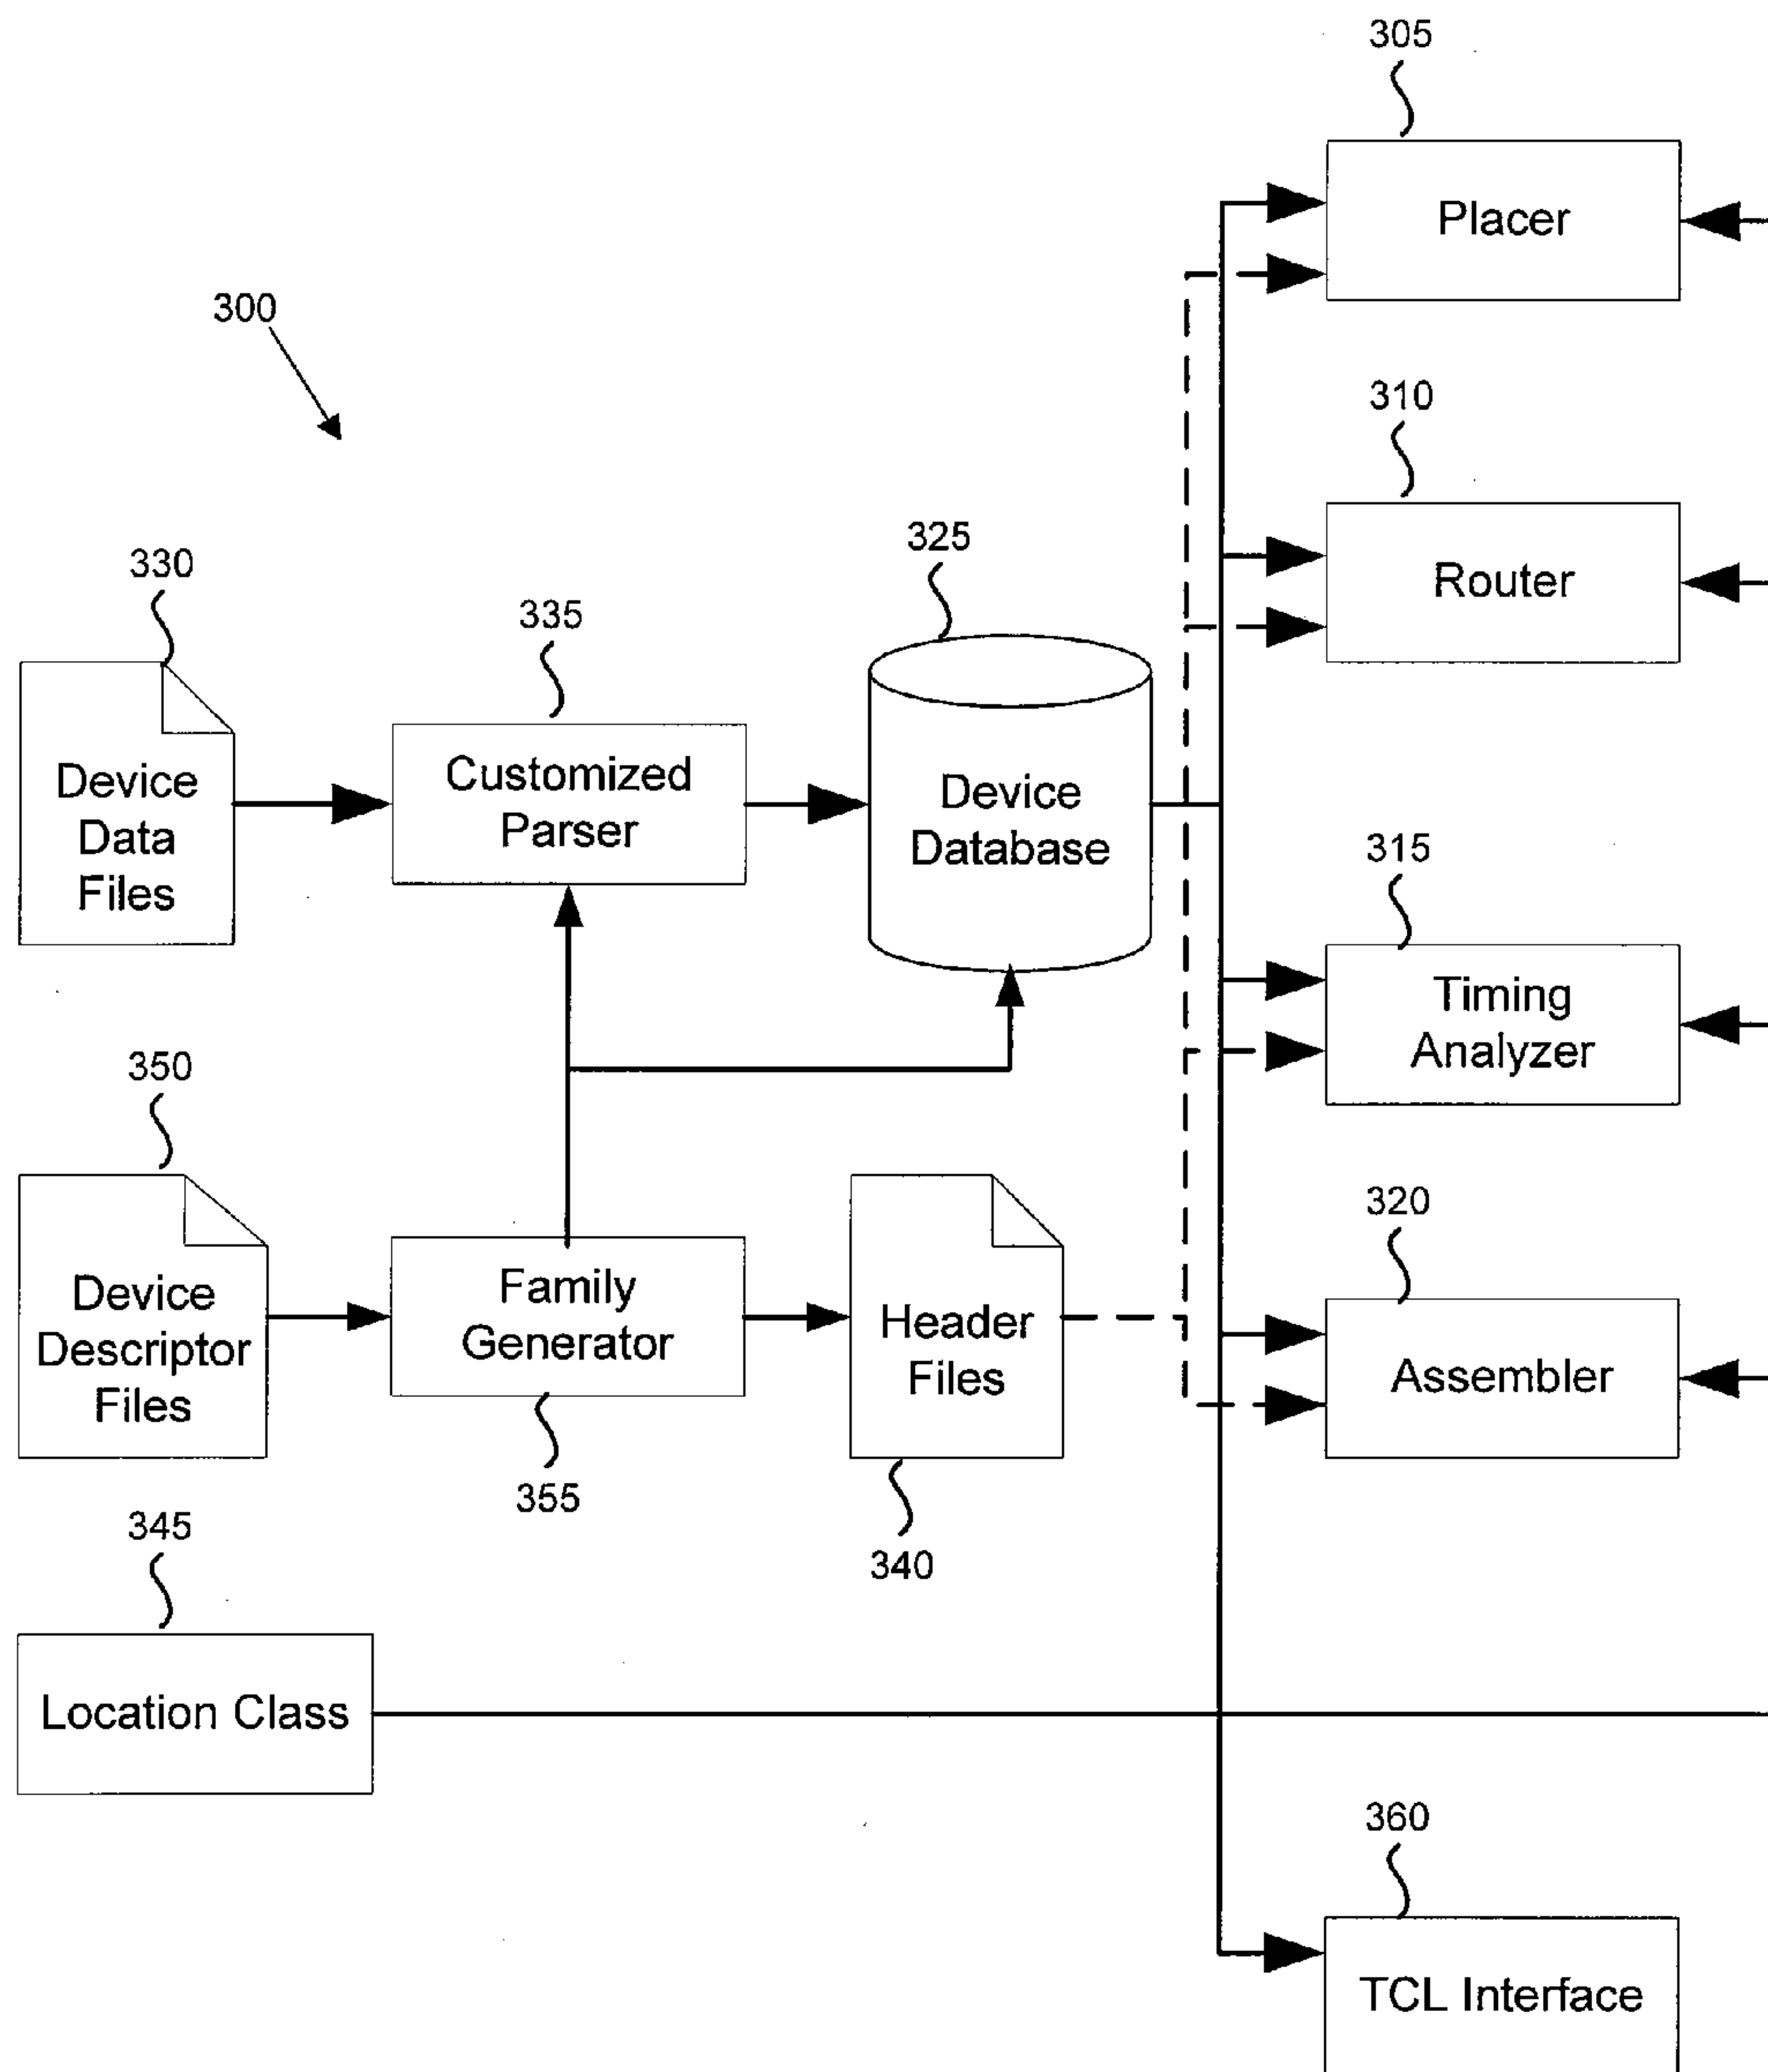 305
Placer
300
310
Router
330
335
325
Device
Data
Files
Customized
Parser
Device
Database
315
Timing
Analyzer
350
320
Device
Descriptor
Files
Family
Generator
Header
Files
Assembler
355
340
345
Location Class
360
TCL Interface